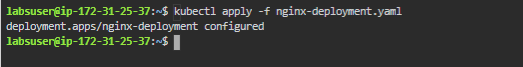 labsuser@ip-172-31-25-37:~$ kubectl apply -f nginx-deployment.yaml
deployment.apps/nginx-deployment configured
labsuser@ip-172-31-25-37:~$